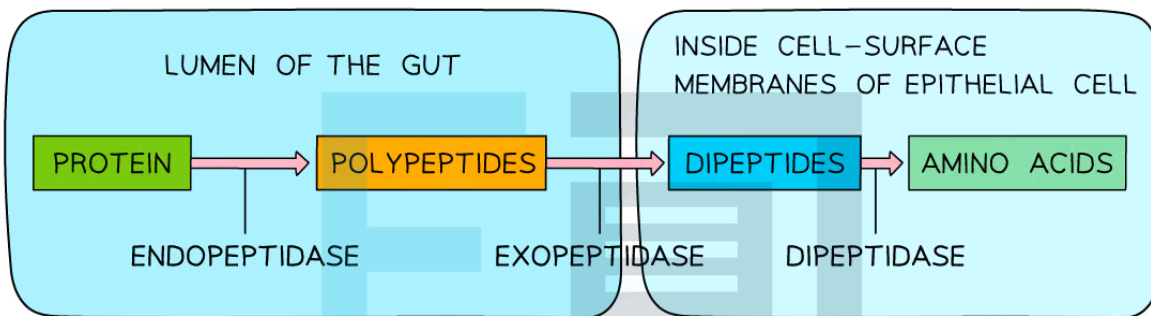 LUMEN OF THE GUT
INSIDE CELL-SURFACE
MEMBRANES OF EPITHELIAL CELL
PROTEIN
POLYPEPTIDES
DIPEPTIDES
AMINO ACIDS
ENDOPEPTIDASE
EXOPEPTIDASE
DIPEPTIDASE